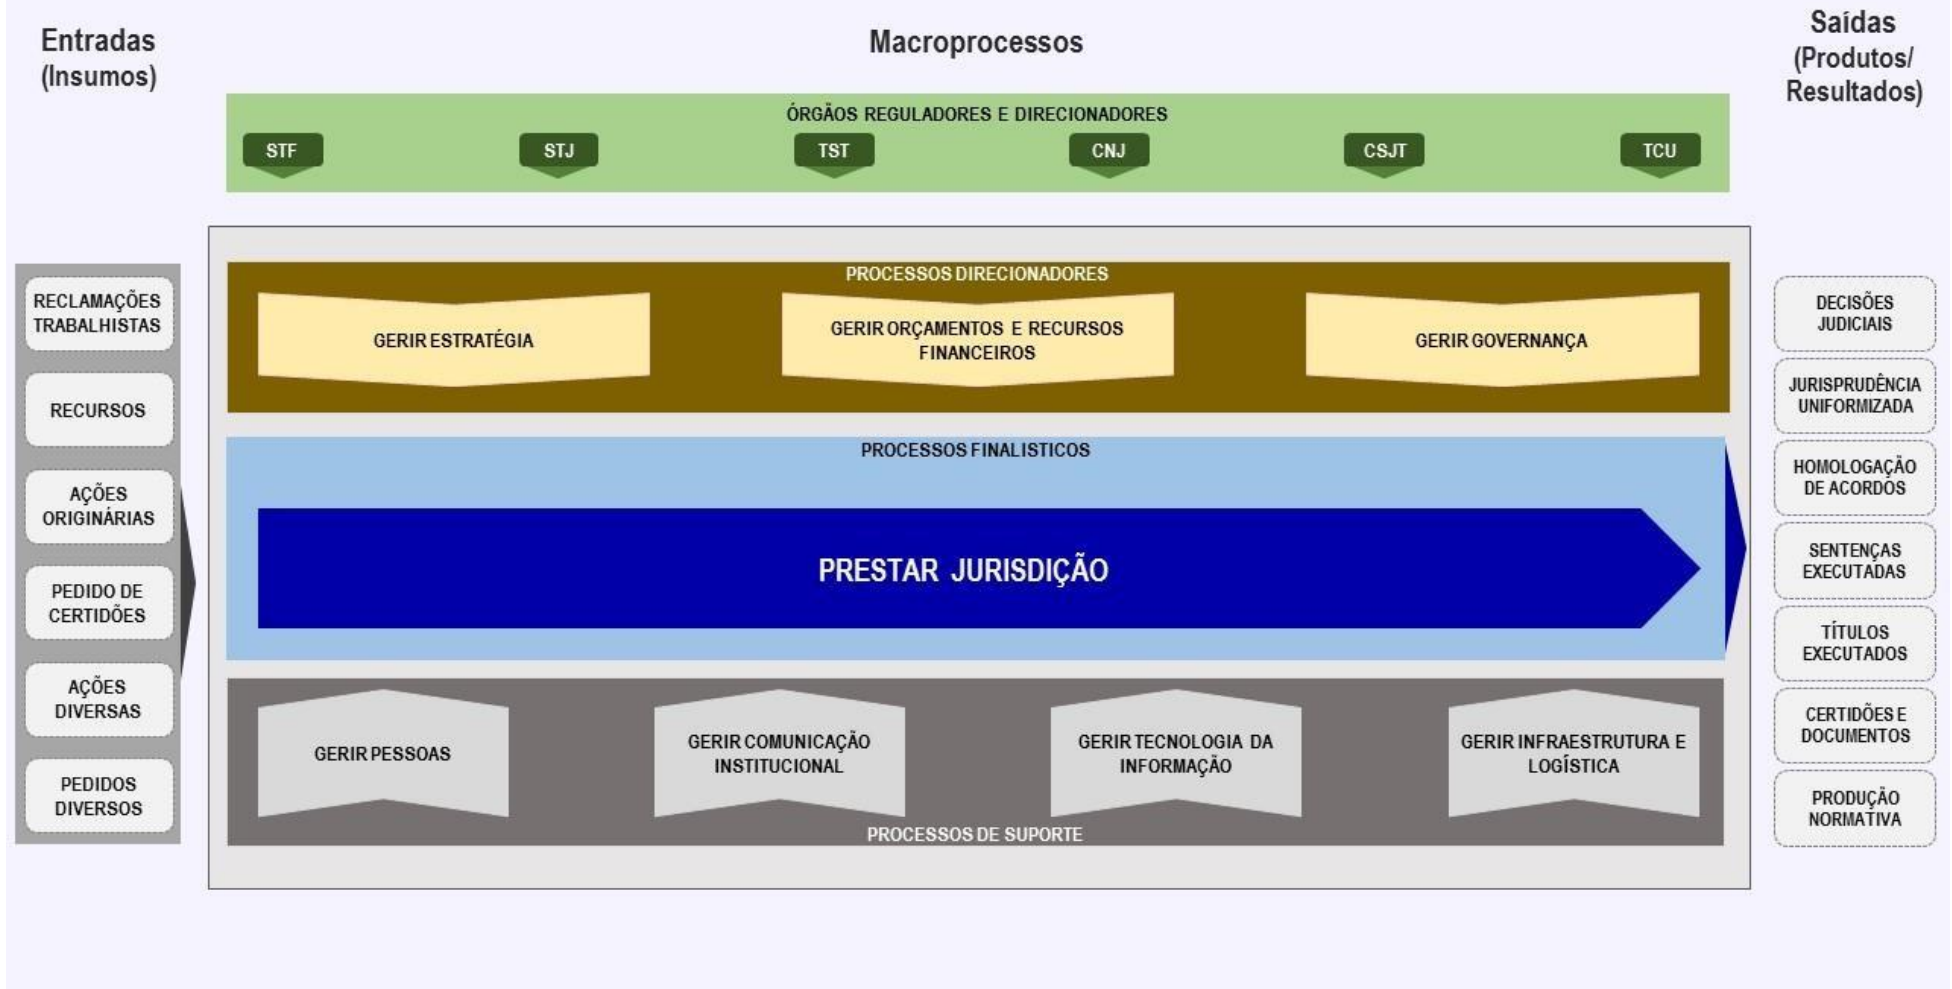 Entradas
(Insumos)
Macroprocessos
Saídas
(Produtos/
Resultados)
ÓRGÃOS REGULADORES E DIRECIONADORES
STF
STJ
TST
CNJ
CSJT
TCU
RECLAMAÇÕES
TRABALHISTAS
RECURSOS
AÇÕES
ORIGINÁRIAS
PEDIDO DE
CERTIDÕES
AÇÕES
DIVERSAS
PEDIDOS
DIVERSOS
PROCESSOS DIRECIONADORES
GERIR ESTRATÉGIA
GERIR ORÇAMENTOS E RECURSOS
FINANCEIROS
GERIR GOVERNANÇA
PROCESSOS FINALISTICOS
PRESTAR JURISDIÇÃO
GERIR PESSOAS
GERIR COMUNICAÇÃO
INSTITUCIONAL
GERIR TECNOLOGIA DA
INFORMAÇÃO
GERIR INFRAESTRUTURA E
LOGÍSTICA
PROCESSOS DE SUPORTE
DECISÕES
JUDICIAIS
JURISPRUDÊNCIA
UNIFORMIZADA
HOMOLOGAÇÃO
DE ACORDOS
SENTENÇAS
EXECUTADAS
TÍTULOS
EXECUTADOS
CERTIDÕES E
DOCUMENTOS
PRODUÇÃO
NORMATIVA